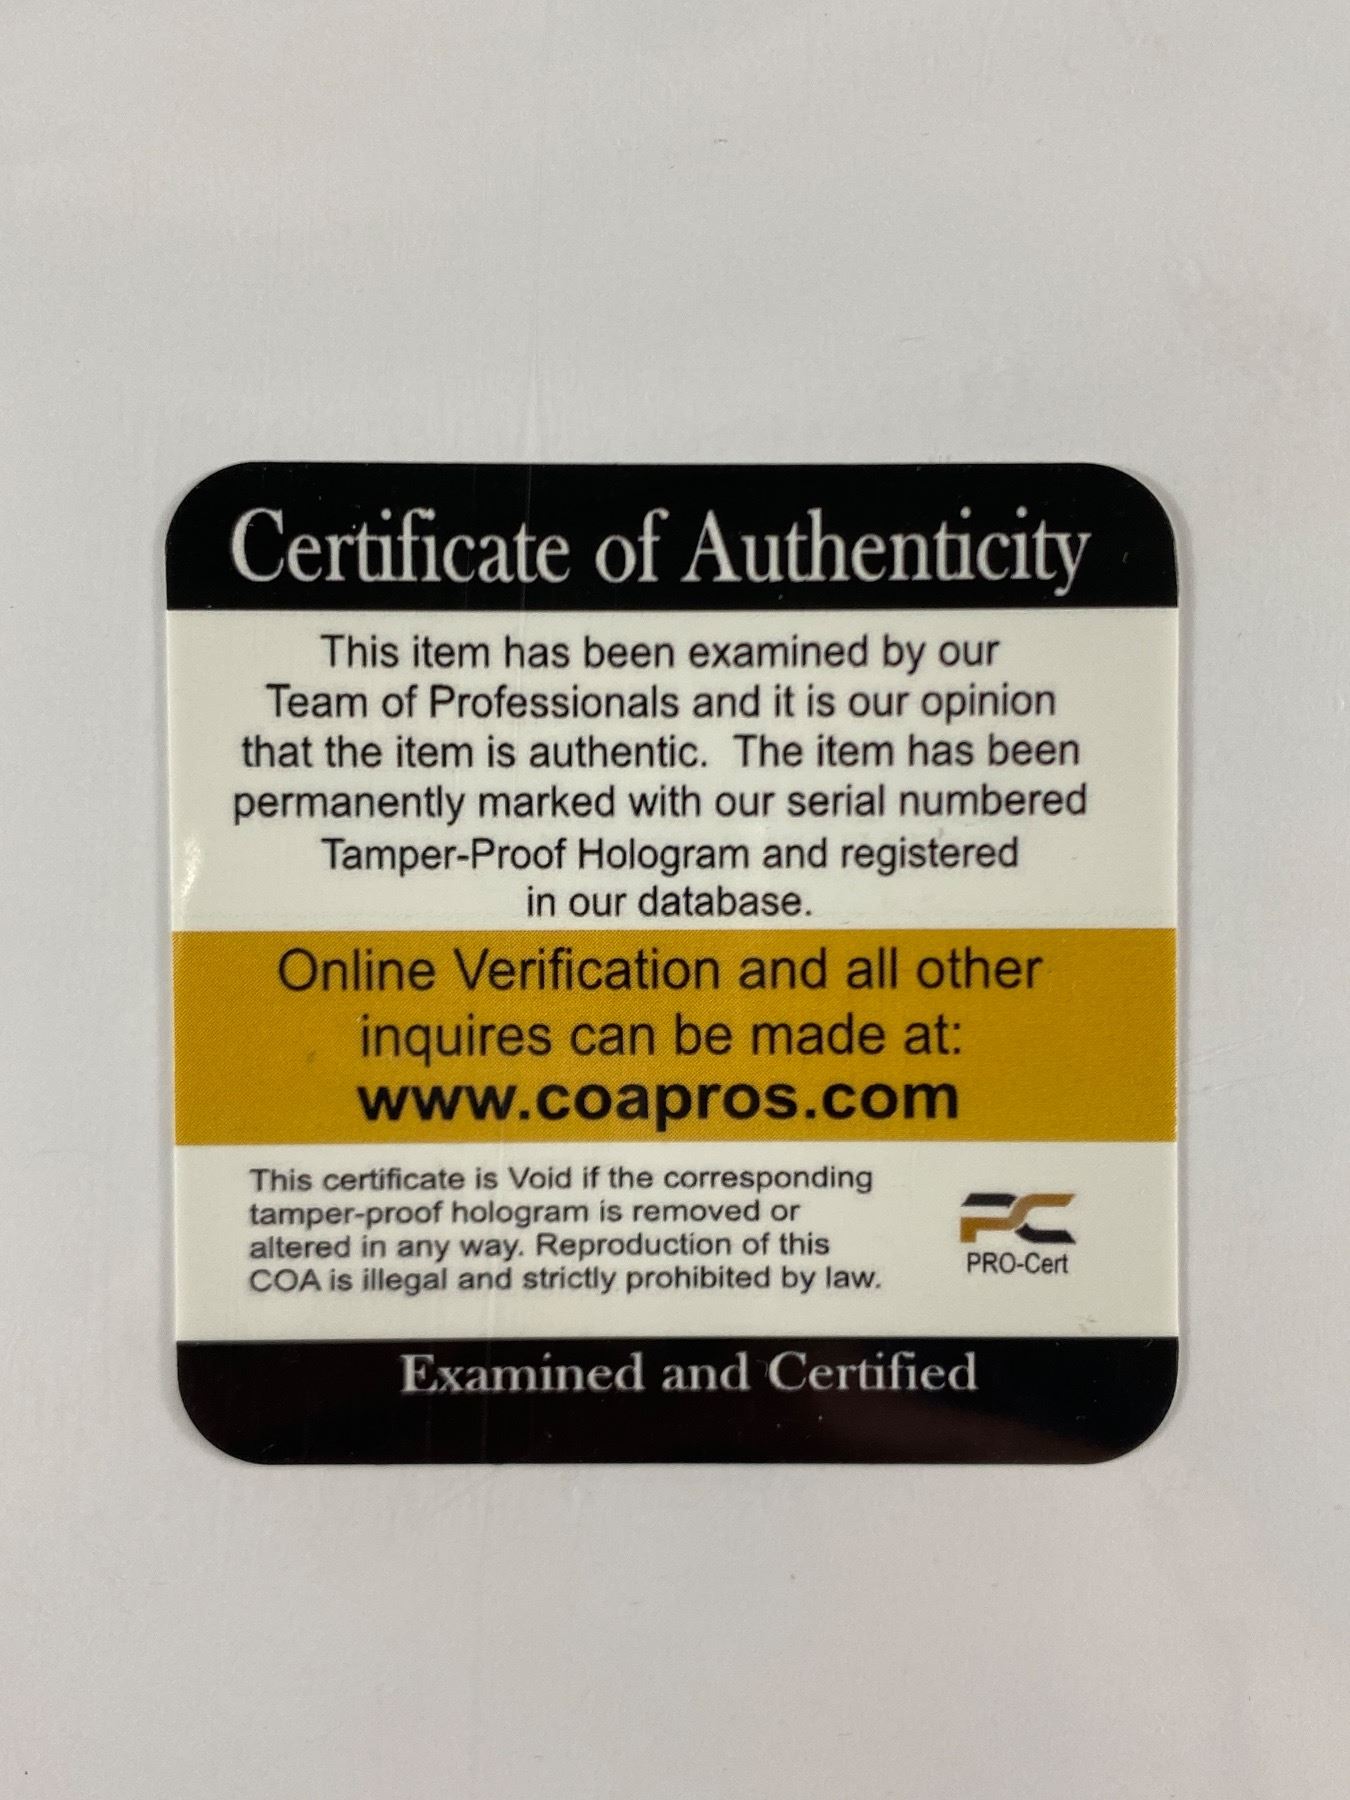 Certificate of Authenticity
This item has been examined by our
Team of Professionals and it is our opinion
that the item is authentic.  The item has been
permanently marked with our serial numbered
Tamper-Proof Hologram and registered
in our database.
Online Verification and all other
inquires can be made at:
www.coapros.com
This certificate is Void if the corresponding
tamper-proof hologram is removed or
altered in any way. Reproduction of this
COA is illegal and strictly prohibited by law.
PC
PRO-Cert
Examined and Certified